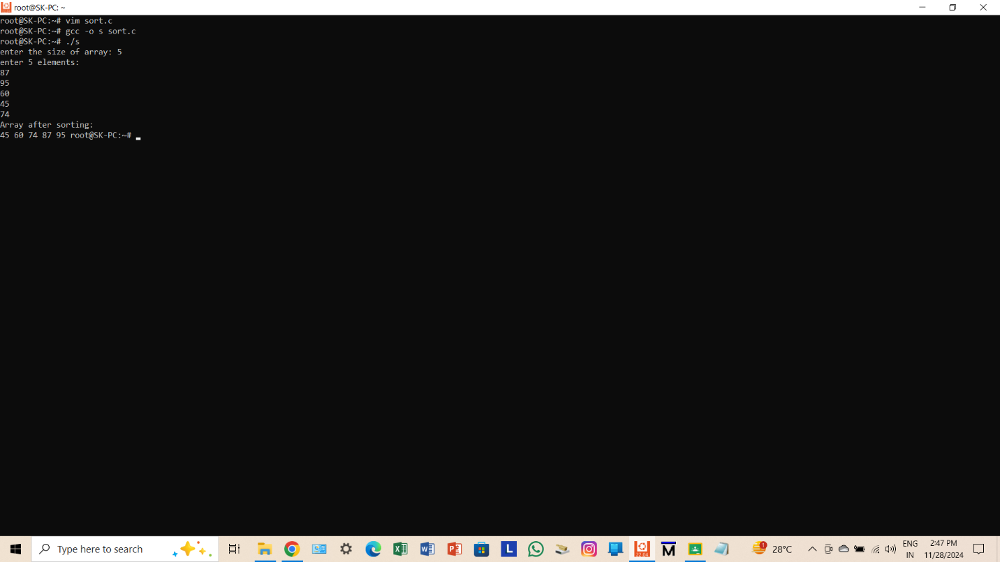 root@SK-PC: ~
root@SK-PC:~# vim sort.c
root@SK-PC:~# gcc -o s sort.c
root@SK-PC:~# ./s
enter the size of array: 5
enter 5 elements:
87
95
60
45
74
Array after sorting:
45 60 74 87 95 root@SK-PC:~#
Type here to search
22.04
1
28°C
ENG
IN
2:47 PM
11/28/2024